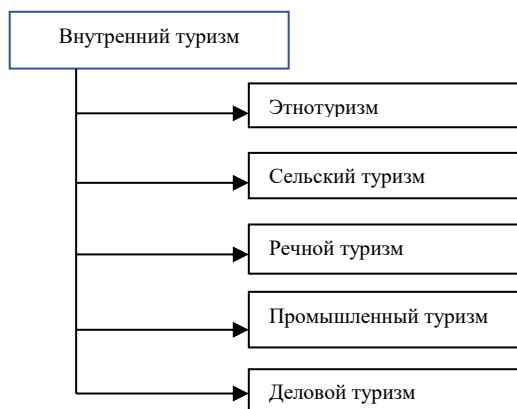 Внутренний туризм
Этнотуризм
Сельский туризм
Речной туризм
Промышленный туризм
Деловой туризм